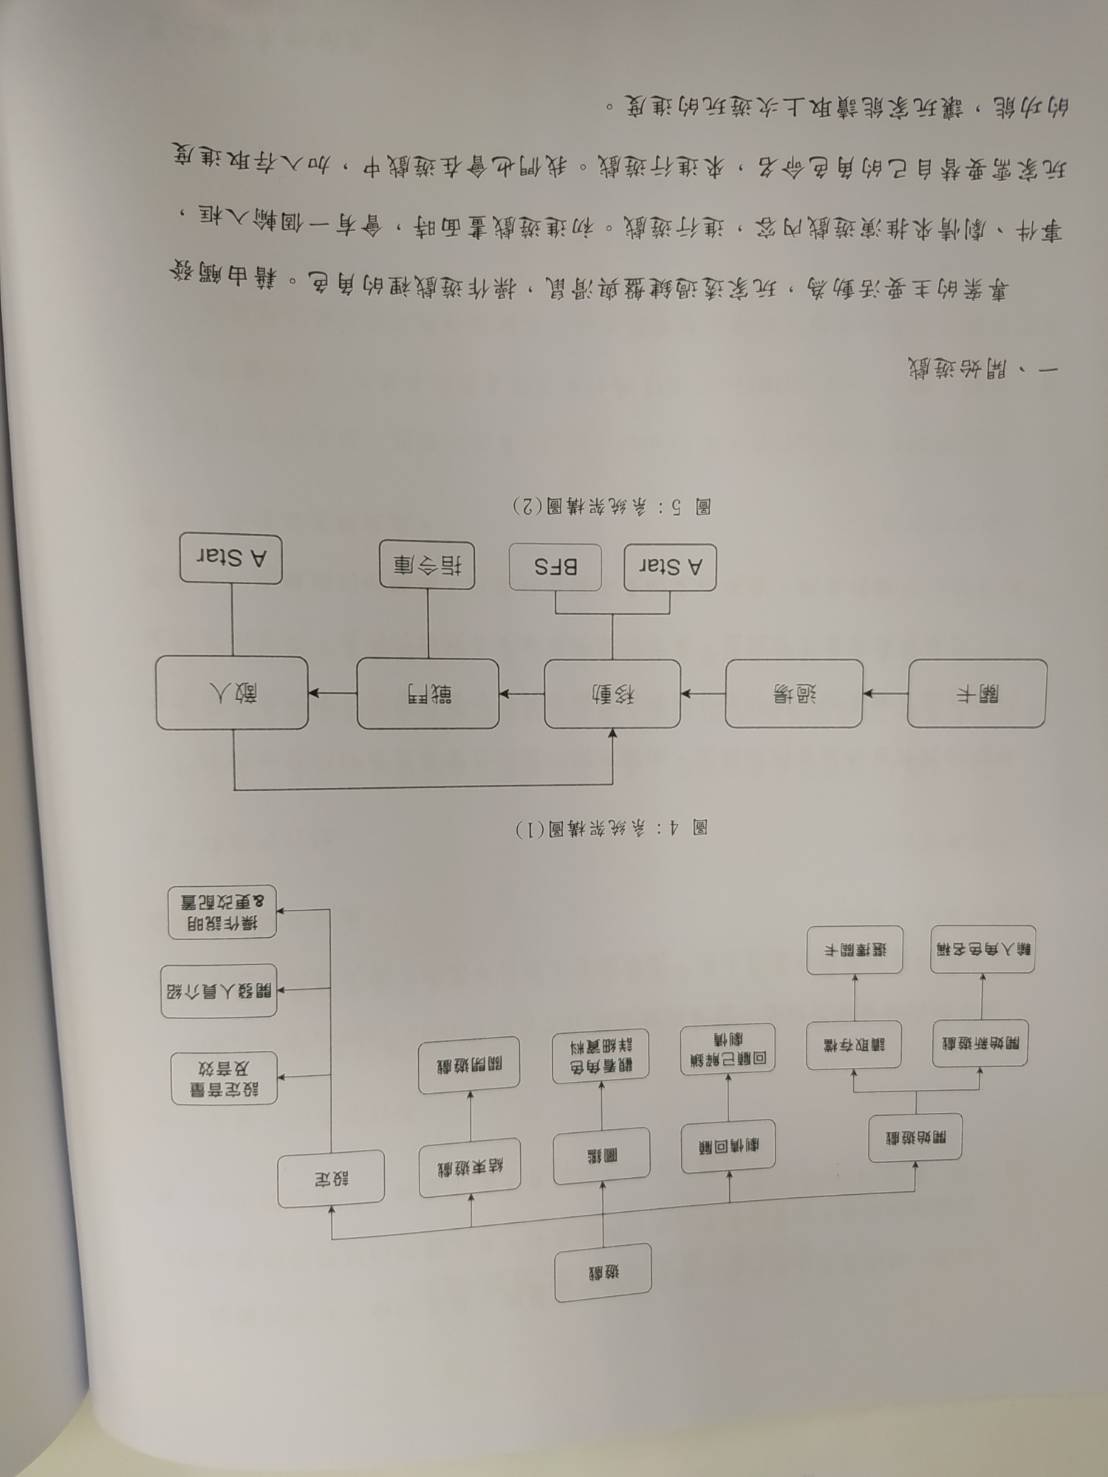 遊戲
開始遊戲
劇情回顧
圖鑑
結束遊戲
設定
開始新遊戲
讀取存檔
回顧已解鎖
劇情
觀看角色
詳細資料
關閉遊戲
設定音量
及音效
輸入角色名稱
選擇關卡
開發人員介紹
操作說明
&更改配置
圖 4：系統架構圖(1)
關卡
過場
移動
戰鬥
敵人
A Star
BFS
指令庫
A Star
圖 5：系統架構圖(2)
一、開始遊戲
專案的主要活動為，玩家透過鍵盤與滑鼠，操作遊戲裡的角色。藉由觸發
事件、劇情來推演遊戲內容，進行遊戲。初進遊戲畫面時，會有一個輸入框，
玩家需要替自己的角色命名，來進行遊戲。我們也會在遊戲中，加入存取進度
的功能，讓玩家能讀取上次遊玩的進度。